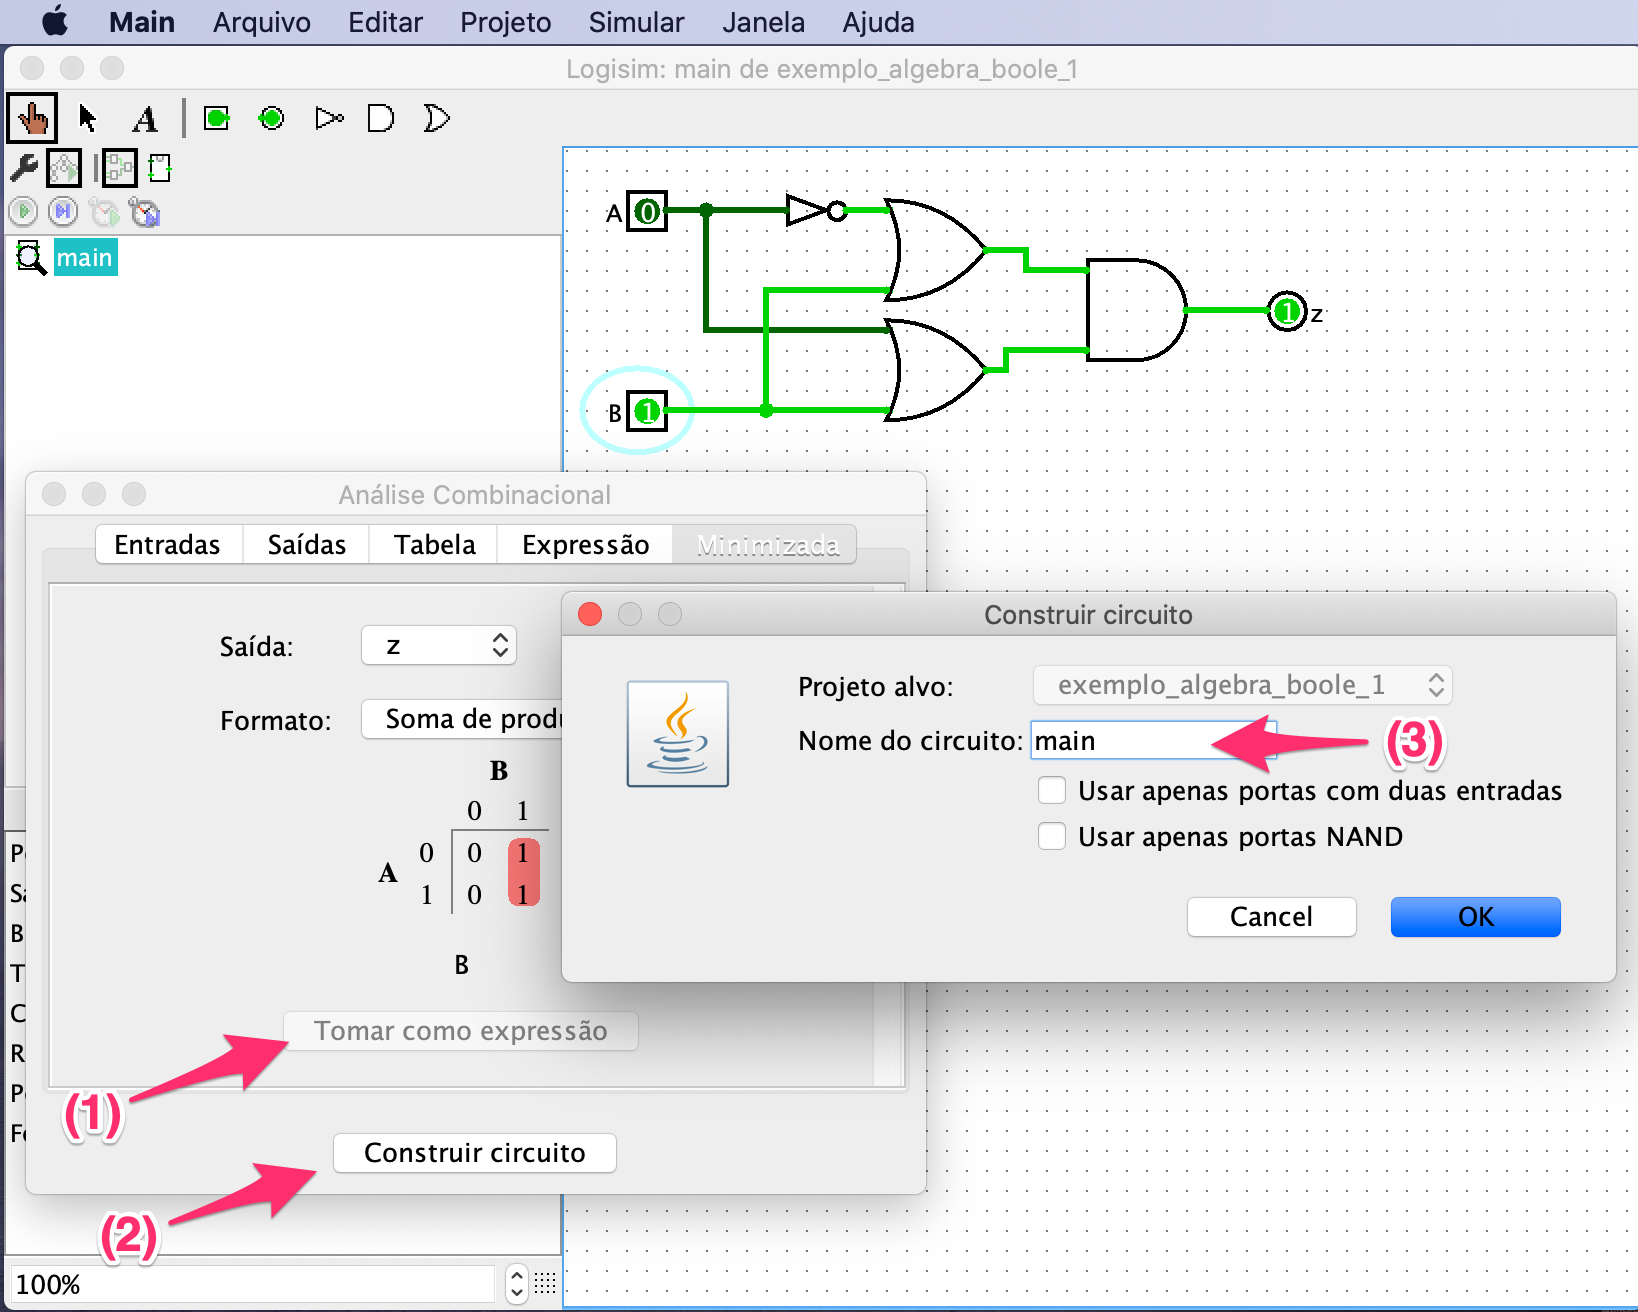 Main Arquivo Editar Projeto Simular Janela Ajuda
Logisim: main de exemplo_algebra_boole_1
A
main
A 0
1 z
B 1
Análise Combinacional
Entradas Saídas Tabela Expressão Minimizada
Saída: z
Formato: Soma de produ
B
0 1
A 0 0 1
1 0 1
B
Tomar como expressão
(1)
Construir circuito
(2)
Construir circuito
Projeto alvo: exemplo_algebra_boole_1
Nome do circuito: main (3)
Usar apenas portas com duas entradas
Usar apenas portas NAND
Cancel OK
P
Sa
B
T
C
R
P
Fo
100%